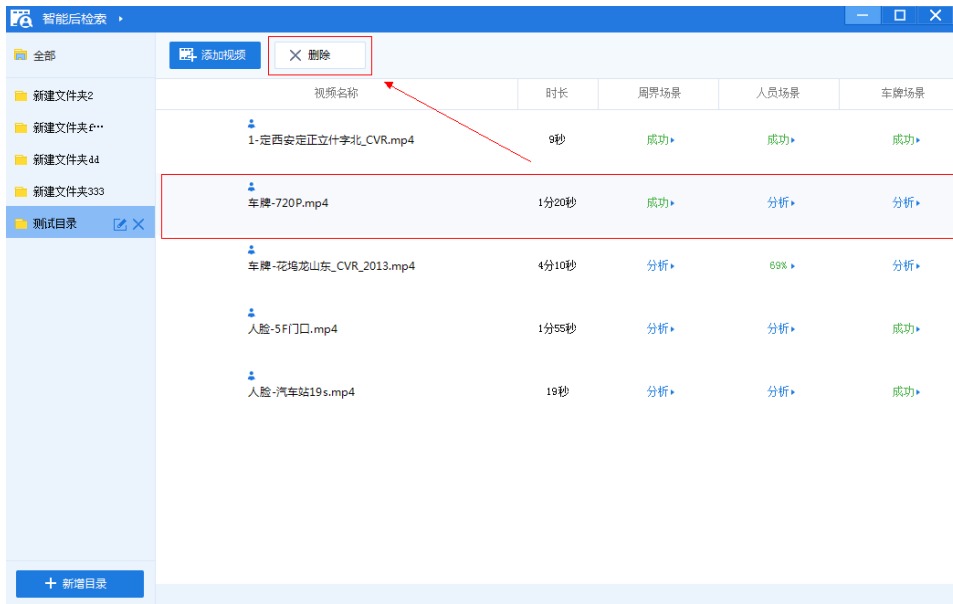 智能后检索
全部
添加视频
删除
新建文件夹2
新建文件夹f…
新建文件夹dd
新建文件夹333
测试目录
视频名称 时长 周界场景 人员场景 车牌场景
1-定西安定正立什字北_CVR.mp4 9秒 成功 成功 成功
车牌-720P.mp4 1分20秒 成功 分析 分析
车牌-花坞龙山东_CVR_2013.mp4 4分10秒 分析 69% 分析
人脸-5F门口.mp4 1分55秒 分析 分析 成功
人脸-汽车站19s.mp4 19秒 分析 分析 成功
新增目录